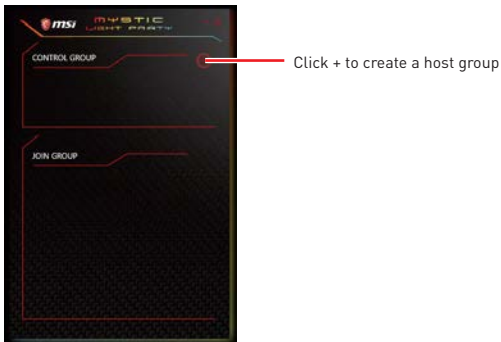 msi MYSTIC
LIGHT PARTY
CONTROL GROUP
Click + to create a host group
JOIN GROUP